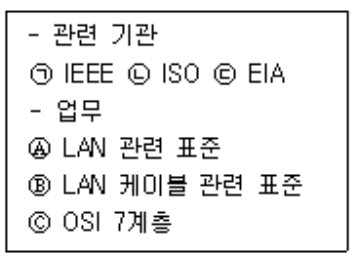 - 관련 기관
㉠ IEEE ㉡ ISO ㉢ EIA
- 업무
Ⓐ LAN 관련 표준
Ⓑ LAN 케이블 관련 표준
Ⓒ OSI 7계층